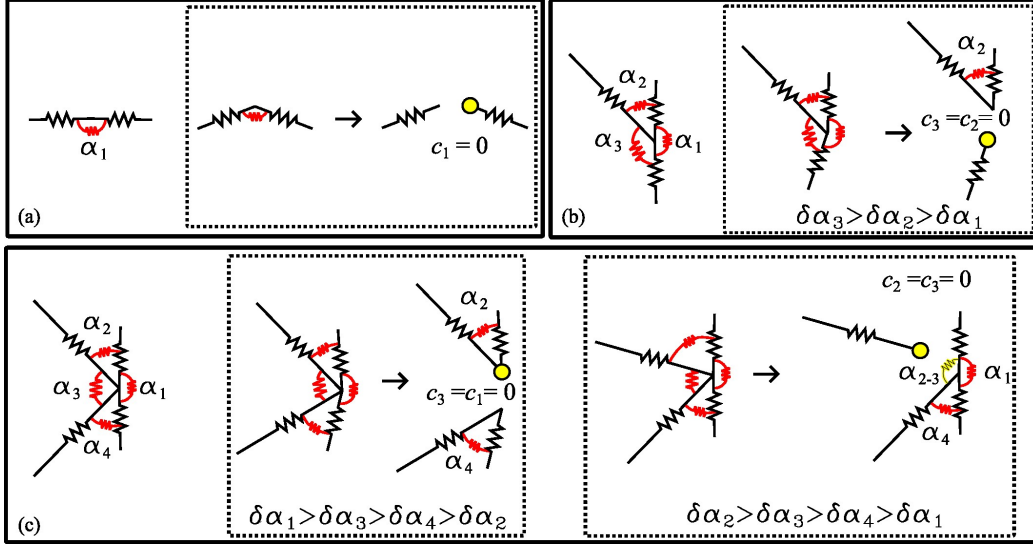 α₁
c₁ = 0
(a)
α₂
α₃
α₁
α₂
c₃ =c₂= 0
δα₃>δα₂>δα₁
(b)
α₂
α₃
α₁
α₄
α₂
c₃ =c₁= 0
α₄
δα₁>δα₃>δα₄>δα₂
c₂ =c₃= 0
α₂₋₃
α₁
α₄
δα₂>δα₃>δα₄>δα₁
(c)